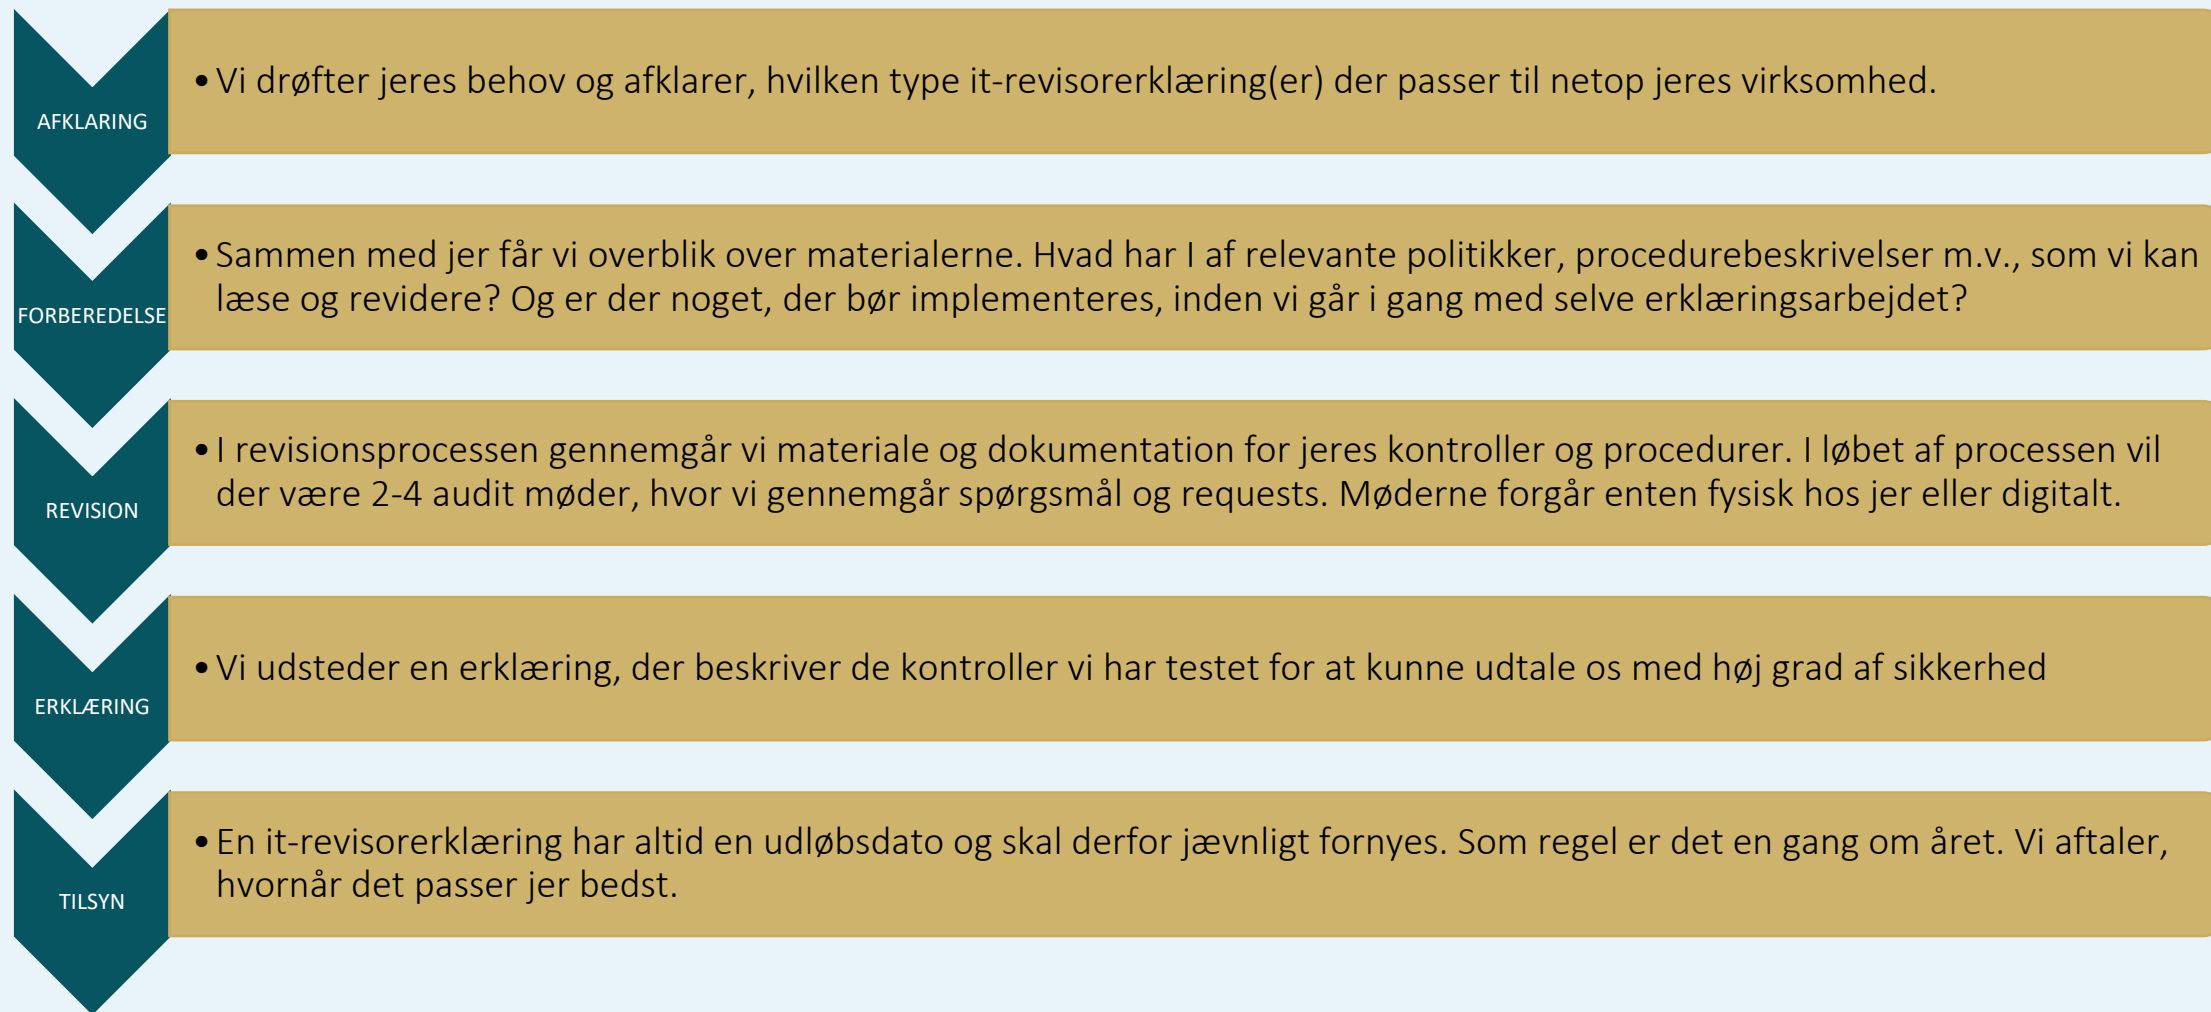 AFKLARING
• Vi drøfter jeres behov og afklarer, hvilken type it-revisorerklæring(er) der passer til netop jeres virksomhed.
FORBEREDELSE
• Sammen med jer får vi overblik over materialerne. Hvad har I af relevante politikker, procedurebeskrivelser m.v., som vi kan
læse og revidere? Og er der noget, der bør implementeres, inden vi går i gang med selve erklæringsarbejdet?
REVISION
• I revisionsprocessen gennemgår vi materiale og dokumentation for jeres kontroller og procedurer. I løbet af processen vil
der være 2-4 audit møder, hvor vi gennemgår spørgsmål og requests. Møderne forgår enten fysisk hos jer eller digitalt.
ERKLÆRING
• Vi udsteder en erklæring, der beskriver de kontroller vi har testet for at kunne udtale os med høj grad af sikkerhed
TILSYN
• En it-revisorerklæring har altid en udløbsdato og skal derfor jævnligt fornyes. Som regel er det en gang om året. Vi aftaler,
hvornår det passer jer bedst.